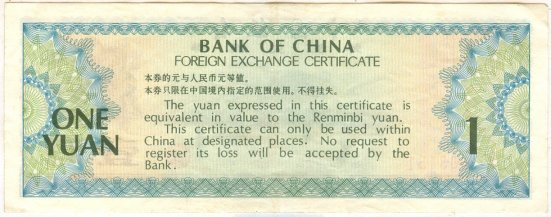 BANK OF CHINA
FOREIGN EXCHANGE CERTIFICATE
本券的元与人民币元等值。
本券只限在中国境内指定的范围使用，不得挂失。
The yuan expressed in this certificate is
equivalent in value to the Renminbi yuan.
This certificate can only be used within
China at designated places. No request to
register its loss will be accepted by the
Bank.
ONE
YUAN
1